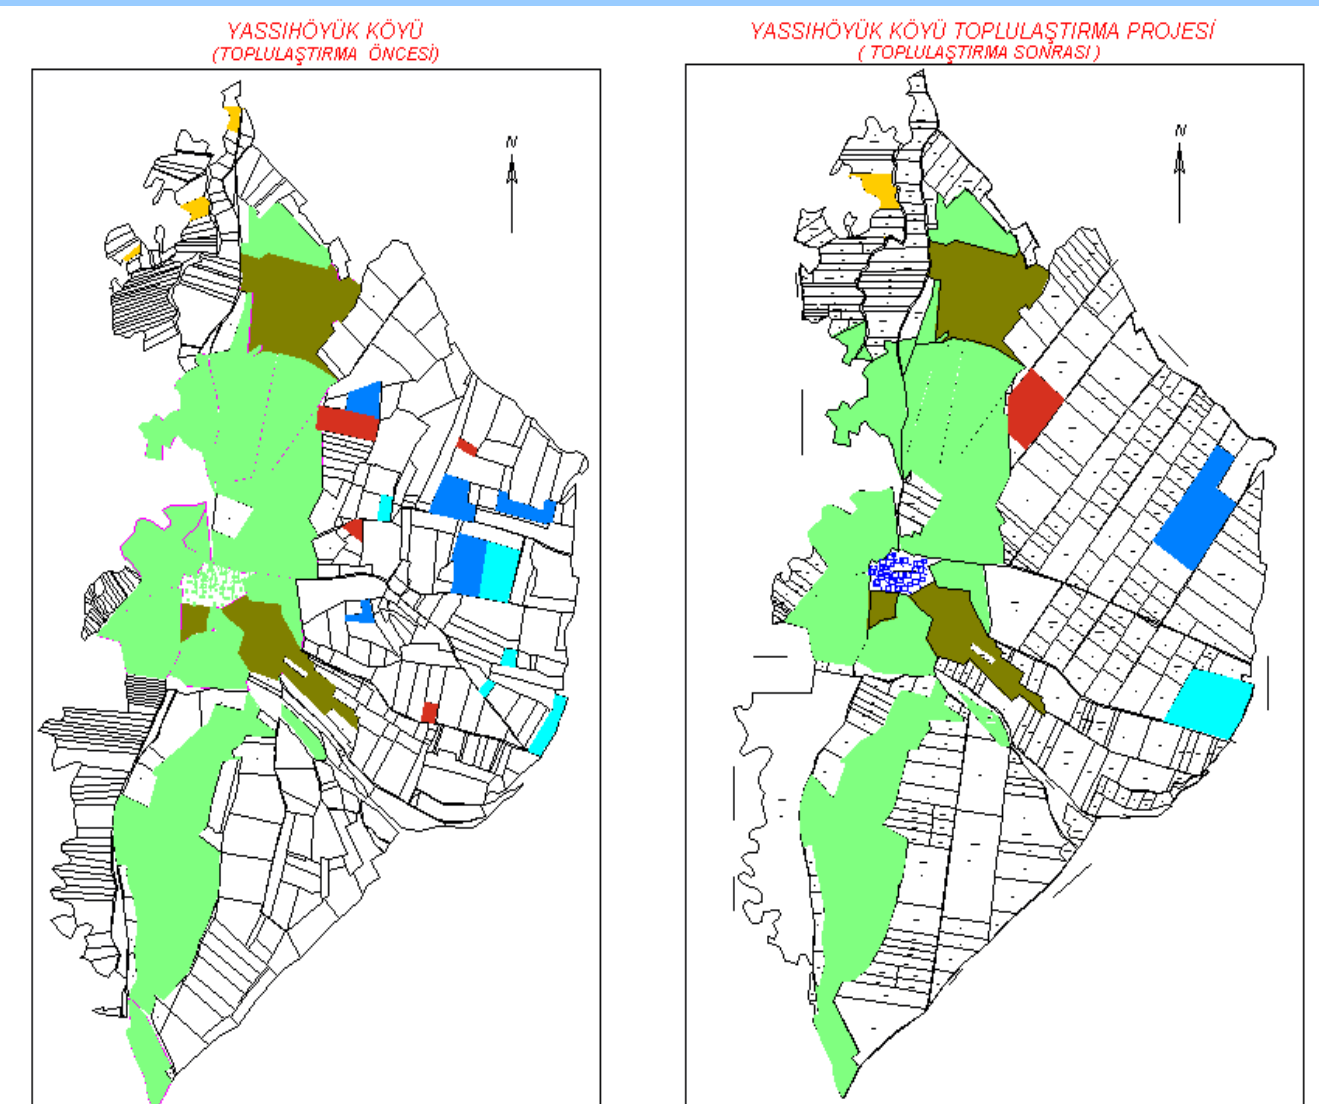 YASSIHÖYÜK KÖYÜ
(TOPLULAŞTIRMA ÖNCESİ)
N
YASSIHÖYÜK KÖYÜ TOPLULAŞTIRMA PROJESİ
( TOPLULAŞTIRMA SONRASI )
N